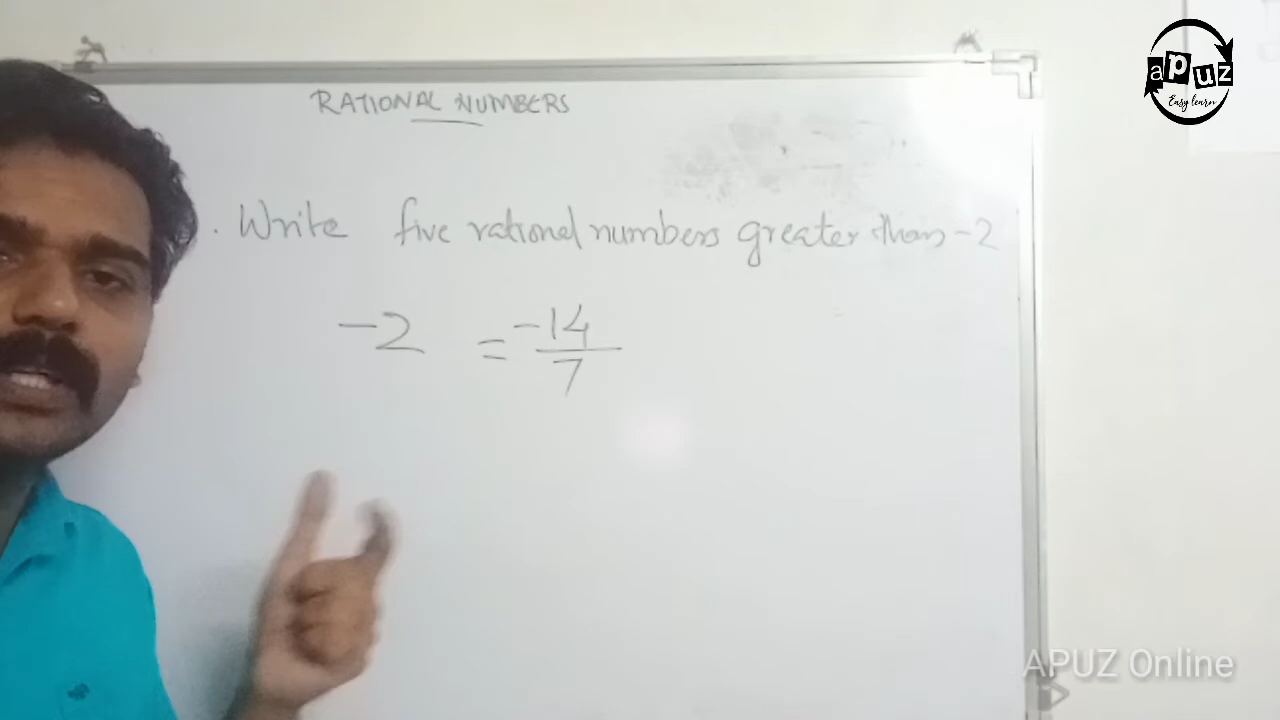 apuz
Easy learn
RATIONAL NUMBERS
. Write five rational numbers greater than -2
-2 = -14/7
APUZ Online